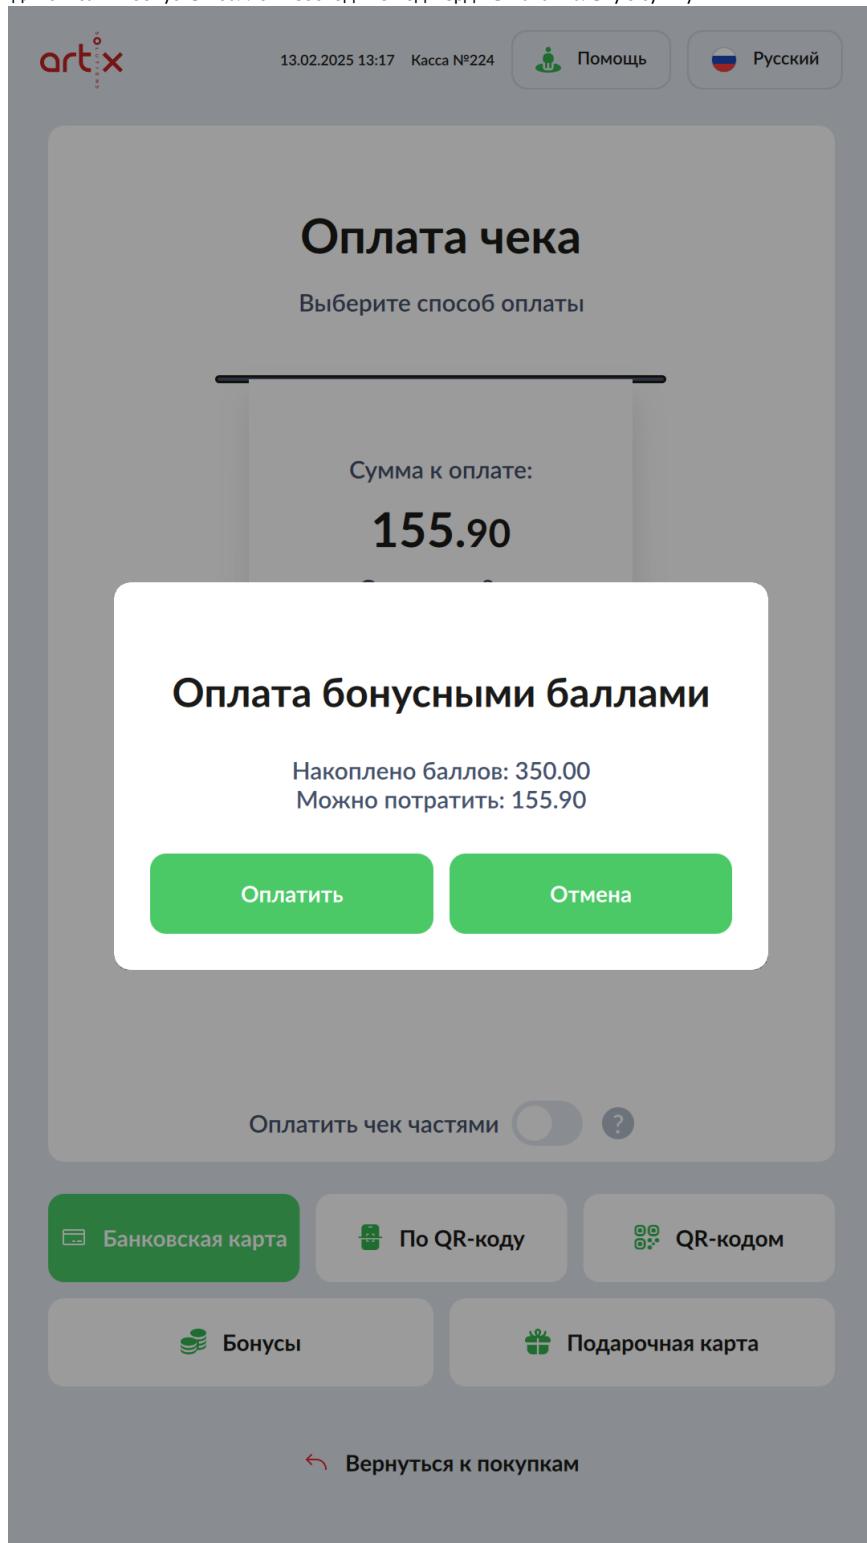 artix
13.02.2025 13:17 Касса №224 Помощь Русский
Оплата чека
Выберите способ оплаты
Сумма к оплате:
155.90
Оплата бонусными баллами
Накоплено баллов: 350.00
Можно потратить: 155.90
Оплатить Отмена
Оплатить чек частями ?
Банковская карта По QR-коду QR-кодом
Бонусы Подарочная карта
Вернуться к покупкам